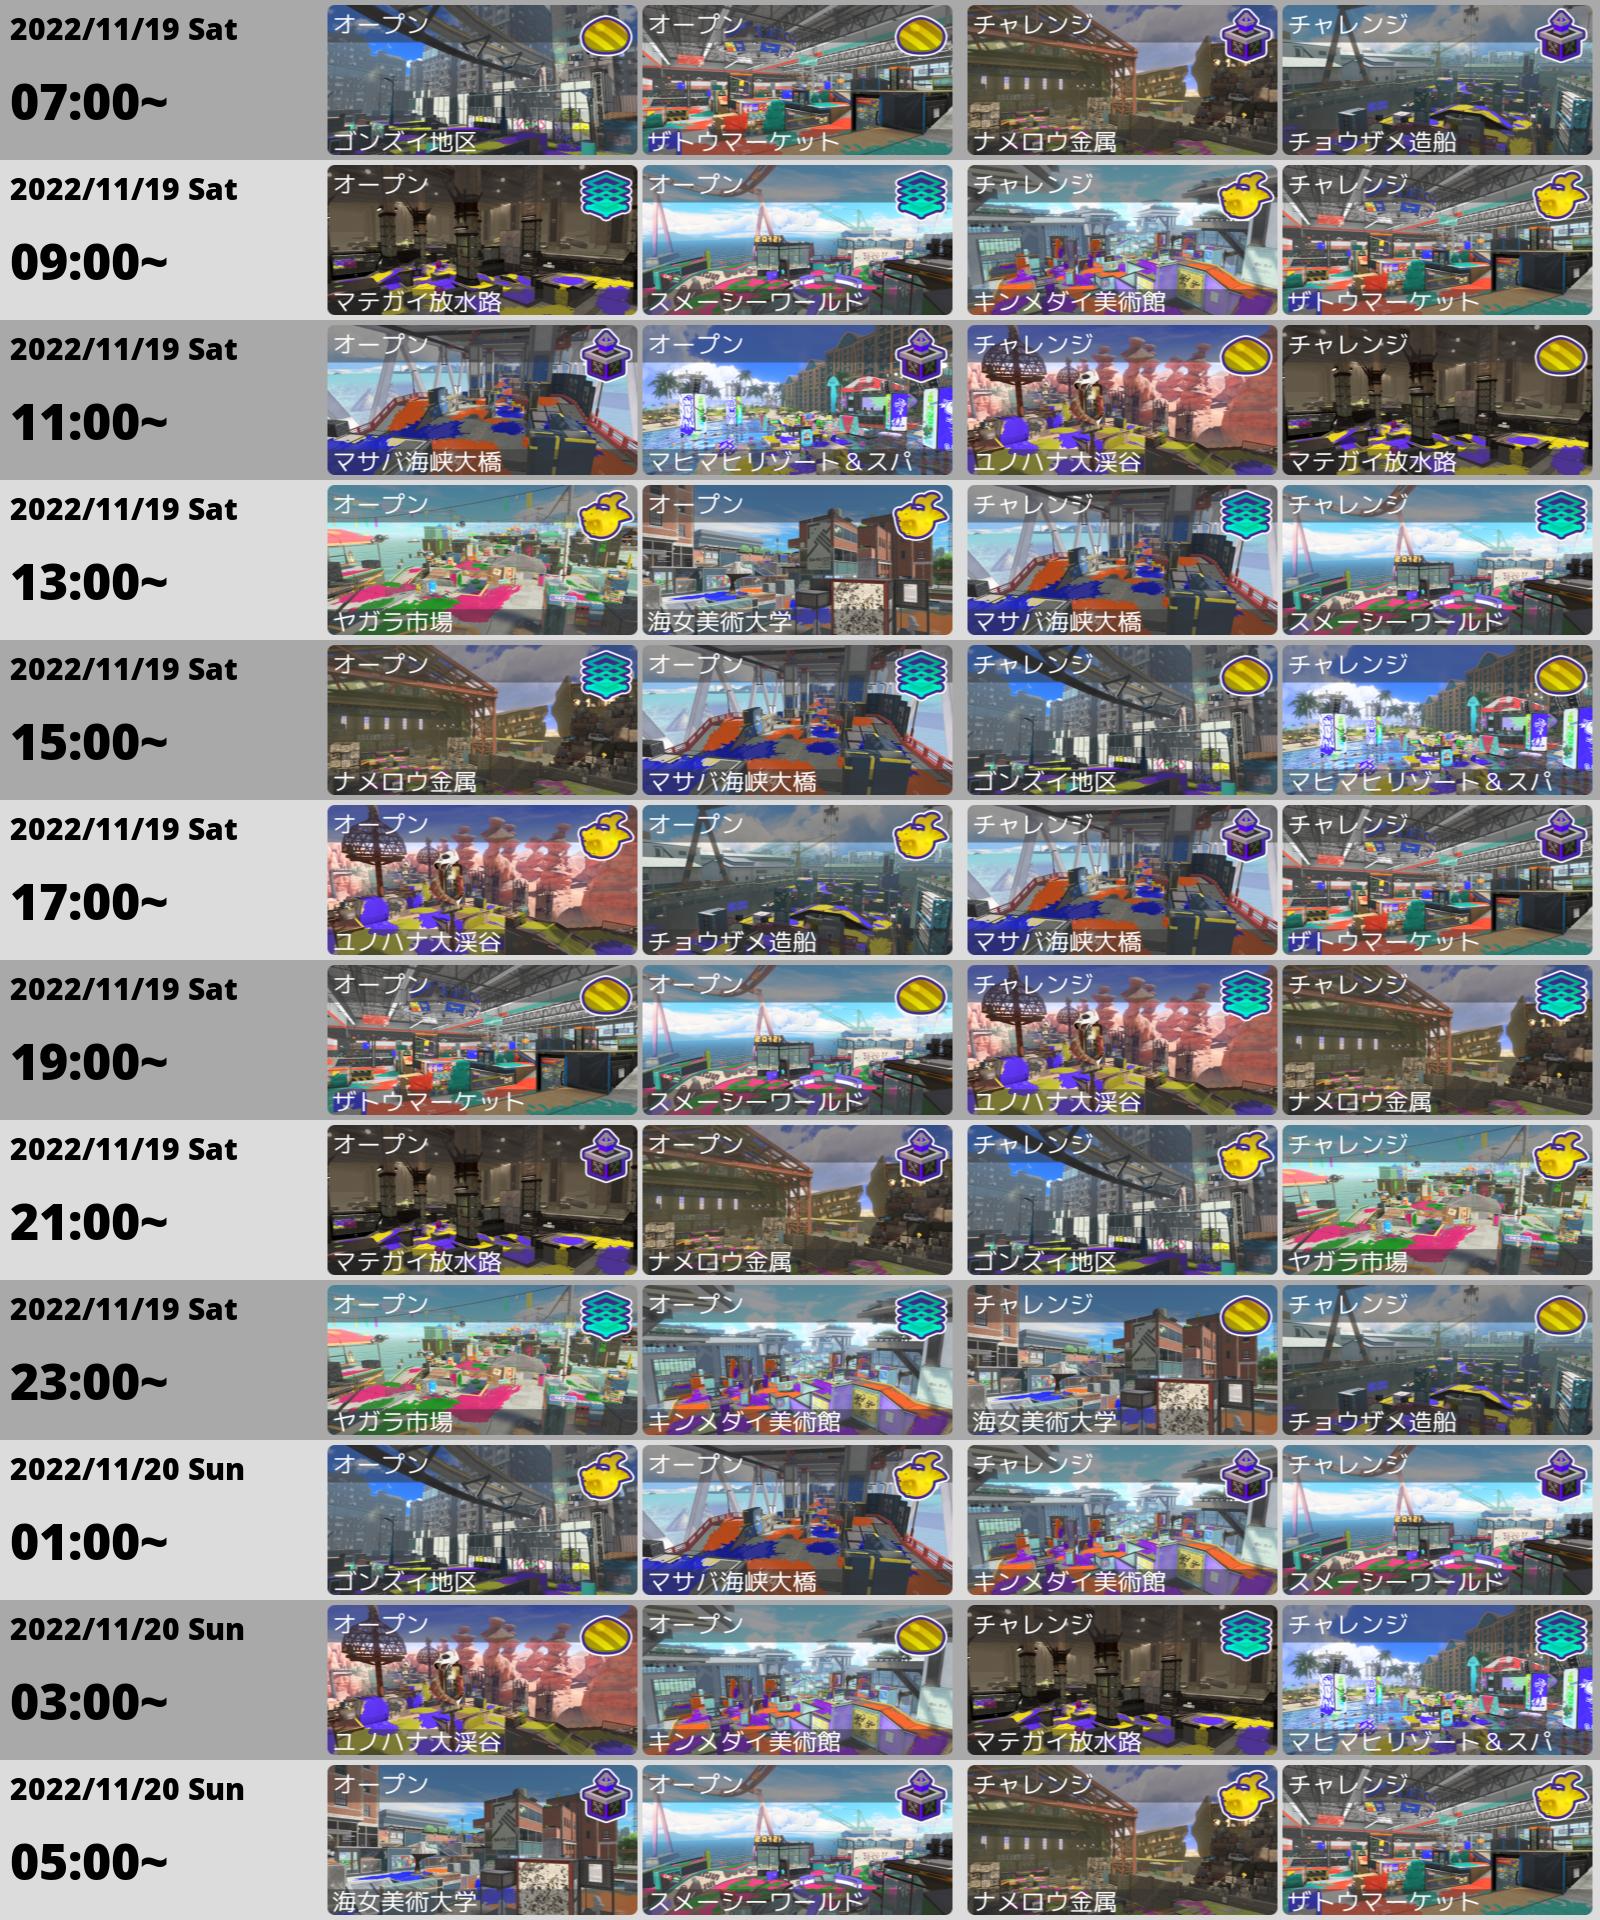 2022/11/19 Sat
07:00~
オープン オープン チャレンジ チャレンジ
ゴンズイ地区 ザトウマーケット ナメロウ金属 チョウザメ造船
2022/11/19 Sat
09:00~
オープン オープン チャレンジ チャレンジ
マテガイ放水路 スメーシーワールド キンメダイ美術館 ザトウマーケット
2022/11/19 Sat
11:00~
オープン オープン チャレンジ チャレンジ
マサバ海峡大橋 マヒマヒリゾート&スパ ユノハナ大渓谷 マテガイ放水路
2022/11/19 Sat
13:00~
オープン オープン チャレンジ チャレンジ
ヤガラ市場 海女美術大学 マサバ海峡大橋 スメーシーワールド
2022/11/19 Sat
15:00~
オープン オープン チャレンジ チャレンジ
ナメロウ金属 マサバ海峡大橋 ゴンズイ地区 マヒマヒリゾート&スパ
2022/11/19 Sat
17:00~
オープン オープン チャレンジ チャレンジ
ユノハナ大渓谷 チョウザメ造船 マサバ海峡大橋 ザトウマーケット
2022/11/19 Sat
19:00~
オープン オープン チャレンジ チャレンジ
ザトウマーケット スメーシーワールド ユノハナ大渓谷 ナメロウ金属
2022/11/19 Sat
21:00~
オープン オープン チャレンジ チャレンジ
マテガイ放水路 ナメロウ金属 ゴンズイ地区 ヤガラ市場
2022/11/19 Sat
23:00~
オープン オープン チャレンジ チャレンジ
ヤガラ市場 キンメダイ美術館 海女美術大学 チョウザメ造船
2022/11/20 Sun
01:00~
オープン オープン チャレンジ チャレンジ
ゴンズイ地区 マサバ海峡大橋 キンメダイ美術館 スメーシーワールド
2022/11/20 Sun
03:00~
オープン オープン チャレンジ チャレンジ
ユノハナ大渓谷 キンメダイ美術館 マテガイ放水路 マヒマヒリゾート&スパ
2022/11/20 Sun
05:00~
オープン オープン チャレンジ チャレンジ
海女美術大学 スメーシーワールド ナメロウ金属 ザトウマーケット